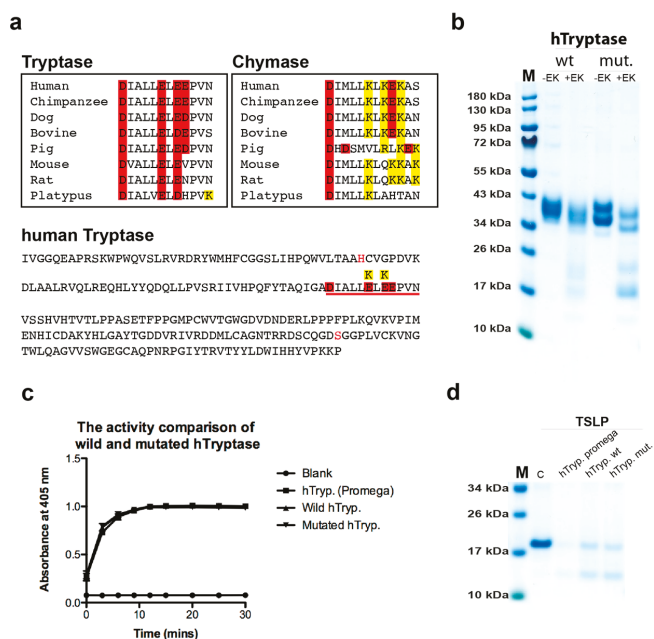 a
Tryptase
Human DIALLELEEPVN
Chimpanzee DIALLELEEPVN
Dog DIALLELEEPVN
Bovine DIALLELEEPVS
Pig DIALLELEDPVN
Mouse DVALLELEVPVN
Rat DIALLELENPVN
Platypus DIALVELDHPVK
Chymase
Human DIMLLKLKEKAS
Chimpanzee DIMLLKLKEKAS
Dog DIMLLKLKEKAN
Bovine DIMLLKLKEKAN
Pig DHDSMVLRLKEK
Mouse DIMLLKLQKKAK
Rat DIMLLKLQKKAK
Platypus DIMLLKLAHTAN
human Tryptase
IVGGQEAPRSKWPWQVSLRVRDRYWMHFCGGSLIHPQWVLTAAHCVGPDVK
K K
DLAALRVQLREQHLYYQDQLLPVSRIIVHPQFYTAQIGADIALLELEEPVN
VSSHVHTVTLPPASETFPPGMPCWVTGWGDVDNDERLPPPFPLKQVKVPIM
ENHICDAKYHLGAYTGDDVRIVRDDMLCAGNTRRDSCQGDSGGPLVCKVNG
TWLQAGVVSWGEGCAQPNRPGIYTRVTYYLDWIHHYVPKKP
b
hTryptase
wt mut.
M -EK +EK -EK +EK
180 kDa
130 kDa
95 kDa
72 kDa
55 kDa
43 kDa
34 kDa
26 kDa
17 kDa
10 kDa
c
The activity comparison of
wild and mutated hTryptase
Absorbance at 405 nm
1.5
1.0
0.5
0.0
0 10 20 30
Time (mins)
Blank
hTryp. (Promega)
Wild hTryp.
Mutated hTryp.
d
TSLP
M C hTryp. promega hTryp. wt hTryp. mut.
34 kDa
26 kDa
17 kDa
10 kDa